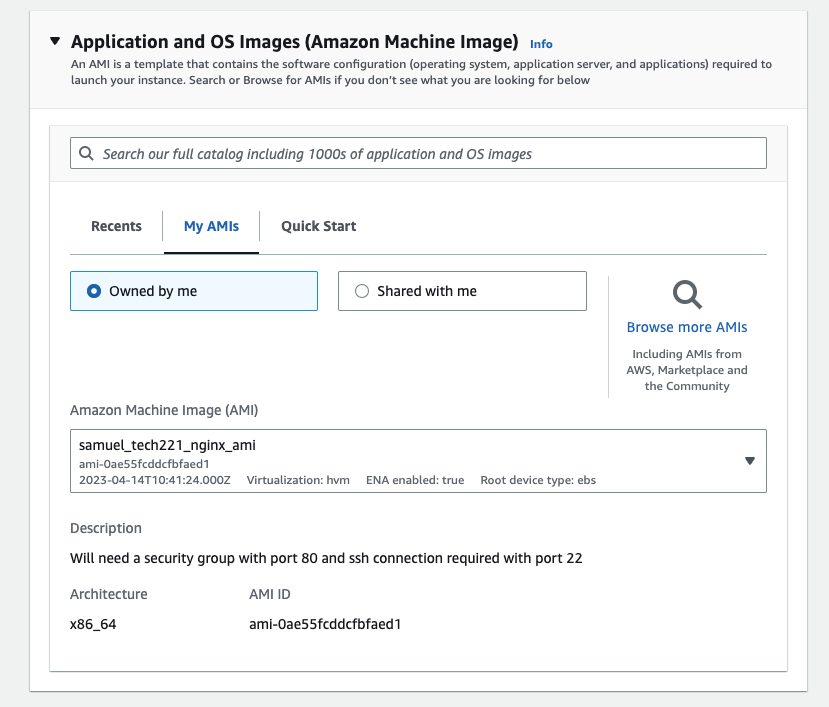 Application and OS Images (Amazon Machine Image) Info
An AMI is a template that contains the software configuration (operating system, application server, and applications) required to
launch your instance. Search or Browse for AMIs if you don’t see what you are looking for below
Search our full catalog including 1000s of application and OS images
Recents My AMIs Quick Start
Owned by me Shared with me
Browse more AMIs
Including AMIs from
AWS, Marketplace and
the Community
Amazon Machine Image (AMI)
samuel_tech221_nginx_ami
ami-0ae55fcddcfbfaed1
2023-04-14T10:41:24.000Z Virtualization: hvm ENA enabled: true Root device type: ebs
Description
Will need a security group with port 80 and ssh connection required with port 22
Architecture AMI ID
x86_64 ami-0ae55fcddcfbfaed1